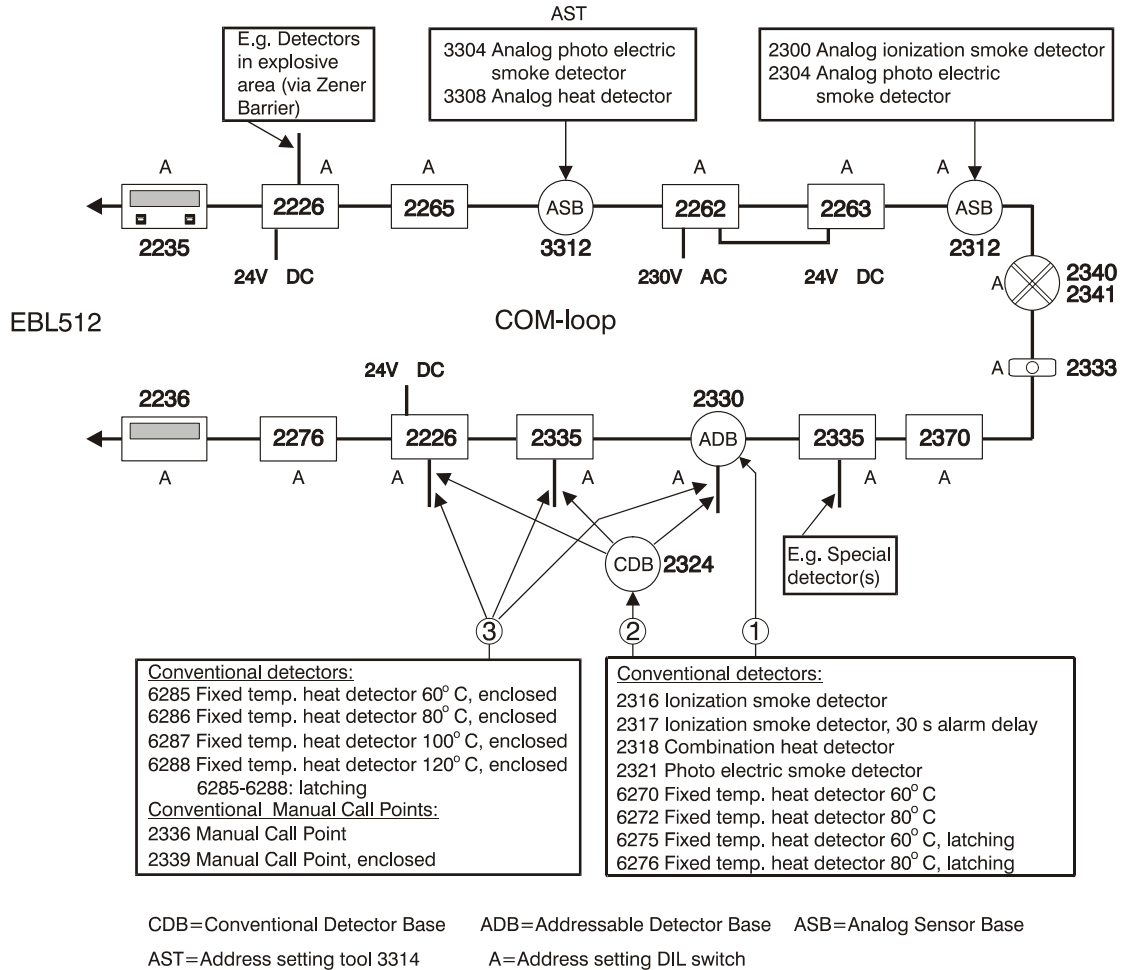 AST
E.g. Detectors
in explosive
area (via Zener
Barrier)
3304 Analog photo electric
smoke detector
3308 Analog heat detector
2300 Analog ionization smoke detector
2304 Analog photo electric
smoke detector
A A A A A A
2226 2265 ASB 2262 2263 ASB
2235 3312 2312
24V DC 230V AC 24V DC
A 2340
2341
EBL512 COM-loop
A 2333
24V DC
2236 2330
2276 2226 2335 ADB 2335 2370
A A A A A A A
E.g. Special
detector(s)
CDB 2324
3 2 1
Conventional detectors:
6285 Fixed temp. heat detector 60° C, enclosed
6286 Fixed temp. heat detector 80° C, enclosed
6287 Fixed temp. heat detector 100° C, enclosed
6288 Fixed temp. heat detector 120° C, enclosed
6285-6288: latching
Conventional Manual Call Points:
2336 Manual Call Point
2339 Manual Call Point, enclosed
Conventional detectors:
2316 Ionization smoke detector
2317 Ionization smoke detector, 30 s alarm delay
2318 Combination heat detector
2321 Photo electric smoke detector
6270 Fixed temp. heat detector 60° C
6272 Fixed temp. heat detector 80° C
6275 Fixed temp. heat detector 60° C, latching
6276 Fixed temp. heat detector 80° C, latching
CDB=Conventional Detector Base ADB=Addressable Detector Base ASB=Analog Sensor Base
AST=Address setting tool 3314 A=Address setting DIL switch